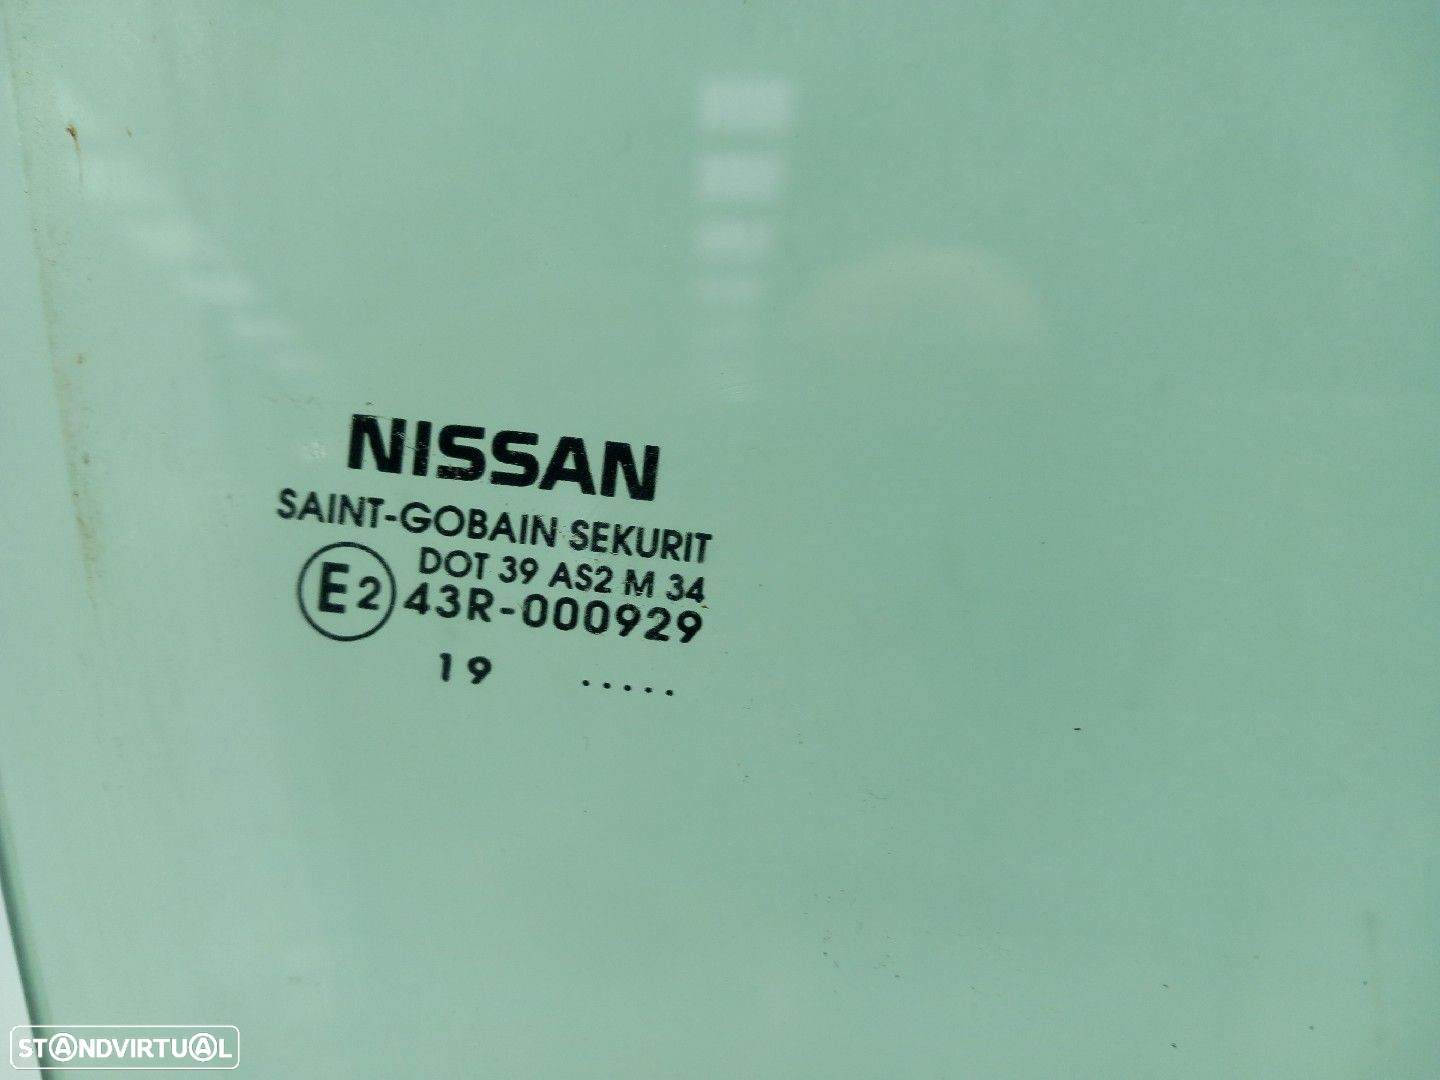 NISSAN
SAINT-GOBAIN SEKURIT
DOT 39 AS2 M 34
E2 43R-000929
19 .....
STANDVIRTUAL